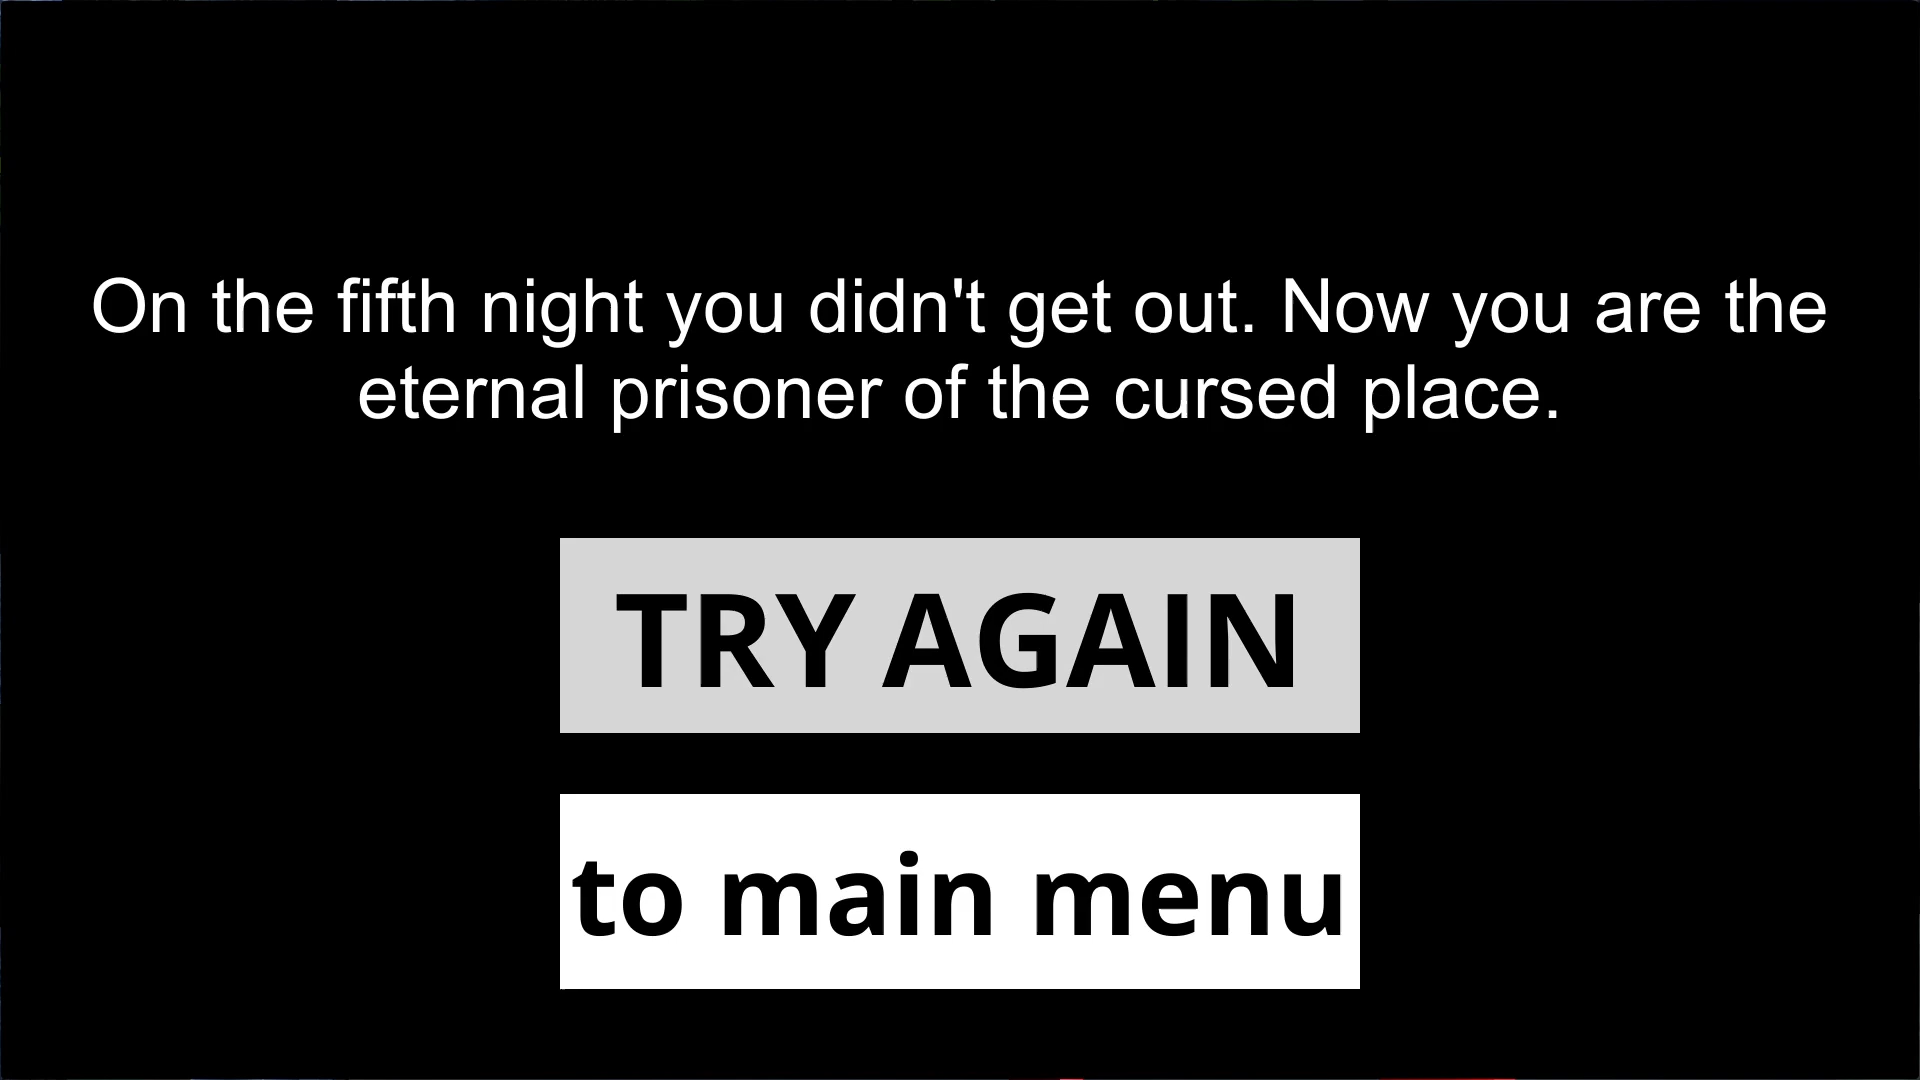 On the fifth night you didn't get out. Now you are the
eternal prisoner of the cursed place.
TRY AGAIN
to main menu